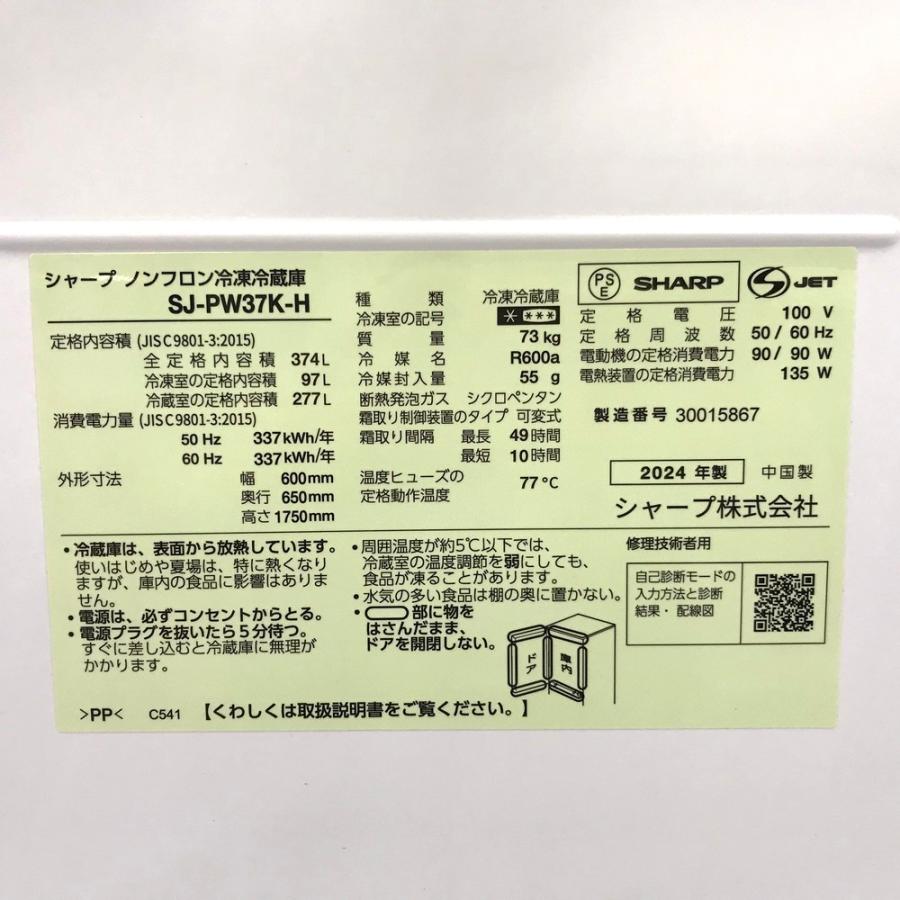 シャープ ノンフロン冷凍冷蔵庫
SJ-PW37K-H
定格内容積 (JIS C 9801-3:2015)
全定格内容積 374 L
冷凍室の定格内容積 97 L
冷蔵室の定格内容積 277 L
消費電力量 (JIS C 9801-3:2015)
50 Hz 337 kWh/年
60 Hz 337 kWh/年
外形寸法 幅 600mm
奥行 650mm
高さ 1750mm
種類 冷凍冷蔵庫
冷凍室の記号 * ***
質量 73 kg
冷媒名 R600a
冷媒封入量 55 g
断熱発泡ガス シクロペンタン
霜取り制御装置のタイプ 可変式
霜取り間隔 最長 49時間
最短 10時間
温度ヒューズの
定格動作温度 77 °C
PS
E
SHARP
S JET
定格電圧 100 V
定格周波数 50 / 60 Hz
電動機の定格消費電力 90 / 90 W
電熱装置の定格消費電力 135 W
製造番号 30015867
2024 年製 中国製
シャープ株式会社
・冷蔵庫は、表面から放熱しています。
使いはじめや夏場は、特に熱くなり
ますが、庫内の食品に影響はありま
せん。
・電源は、必ずコンセントからとる。
・電源プラグを抜いたら5分待つ。
すぐに差し込むと冷蔵庫に無理が
かかります。
・周囲温度が約5℃以下では、
冷蔵室の温度調節を弱にしても、
食品が凍ることがあります。
・水気の多い食品は棚の奥に置かない。
・部に物を
はさんだまま、
ドアを開閉しない。
ドア
庫内
修理技術者用
自己診断モードの
入力方法と診断
結果・配線図
>PP< C541 【くわしくは取扱説明書をご覧ください。】